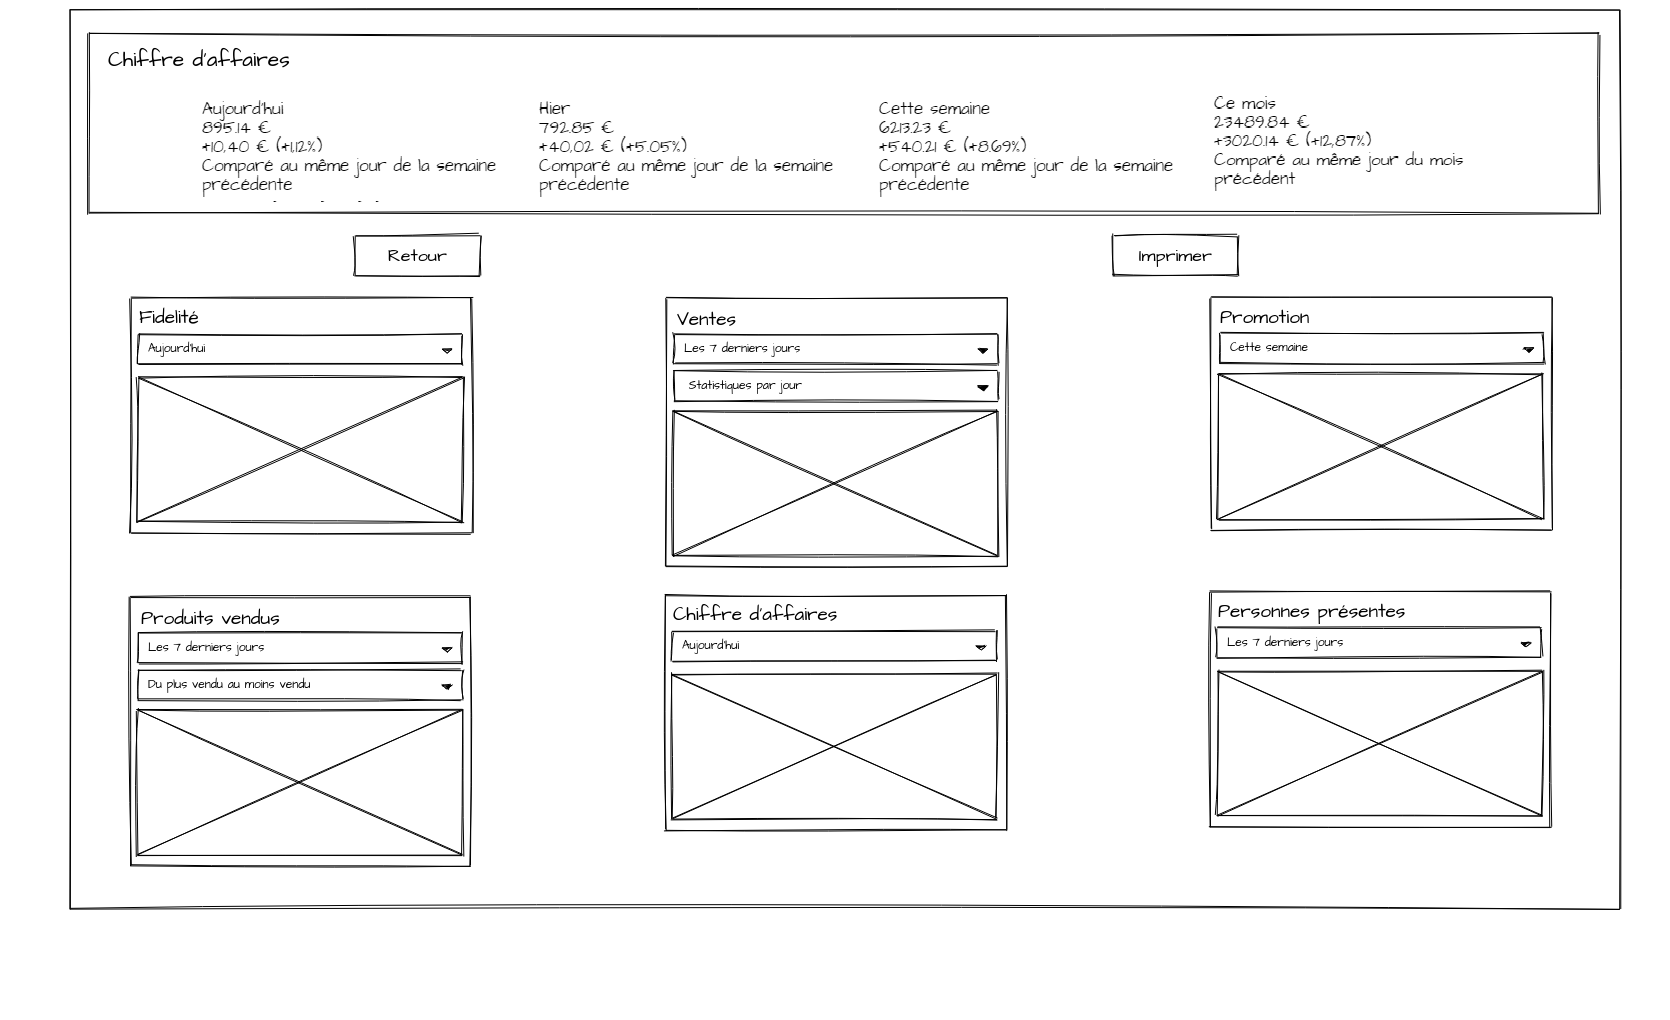 Chiffre d'affaires
Aujourd'hui
895.14 €
+10,40 € (+1,12%)
Comparé au même jour de la semaine
précédente
Hier
792.85 €
+40,02 € (+5.05%)
Comparé au même jour de la semaine
précédente
Cette semaine
6213.23 €
+540.21 € (+8.69%)
Comparé au même jour de la semaine
précédente
Ce mois
23489.84 €
+3020.14 € (+12,87%)
Comparé au même jour du mois
précédent
Retour
Imprimer
Fidelité
Aujourd'hui
Ventes
Les 7 derniers jours
Statistiques par jour
Promotion
Cette semaine
Produits vendus
Les 7 derniers jours
Du plus vendu au moins vendu
Chiffre d'affaires
Aujourd'hui
Personnes présentes
Les 7 derniers jours